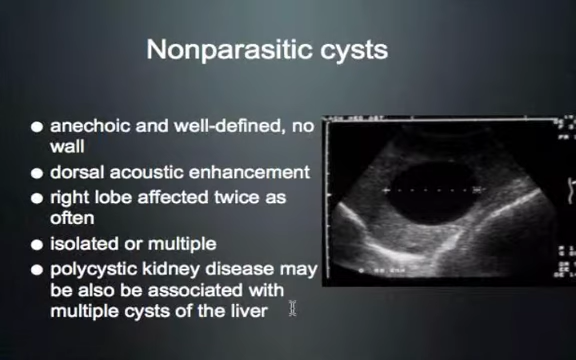 Nonparasitic cysts
● anechoic and well-defined, no
wall
● dorsal acoustic enhancement
● right lobe affected twice as
often
● isolated or multiple
● polycystic kidney disease may
be also be associated with
multiple cysts of the liver